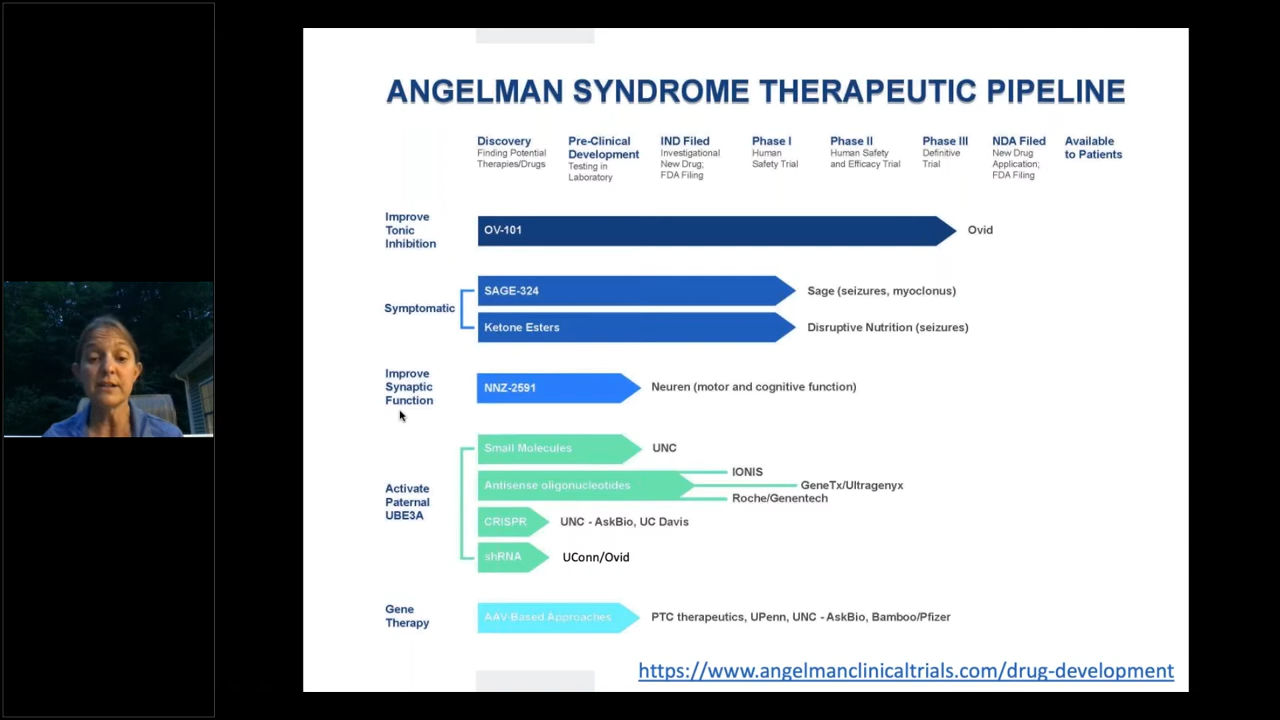 ANGELMAN SYNDROME THERAPEUTIC PIPELINE
Discovery
Finding Potential
Therapies/Drugs
Pre-Clinical
Development
Testing in
Laboratory
IND Filed
Investigational
New Drug;
FDA Filing
Phase I
Human
Safety Trial
Phase II
Human Safety
and Efficacy Trial
Phase III
Definitive
Trial
NDA Filed
New Drug
Application;
FDA Filing
Available
to Patients
Improve
Tonic
Inhibition
OV-101
Ovid
Symptomatic
SAGE-324
Sage (seizures, myoclonus)
Ketone Esters
Disruptive Nutrition (seizures)
Improve
Synaptic
Function
NNZ-2591
Neuren (motor and cognitive function)
Activate
Paternal
UBE3A
Small Molecules
UNC
Antisense oligonucleotides
IONIS
GeneTx/Ultragenyx
Roche/Genentech
CRISPR
UNC - AskBio, UC Davis
shRNA
UConn/Ovid
Gene
Therapy
AAV-Based Approaches
PTC therapeutics, UPenn, UNC - AskBio, Bamboo/Pfizer
https://www.angelmanclinicaltrials.com/drug-development